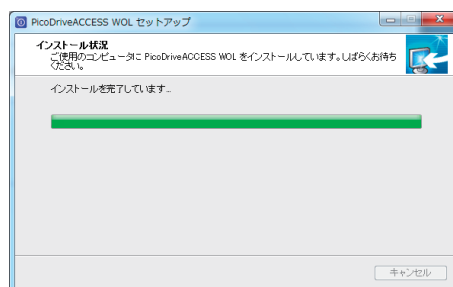 PicoDriveACCESS WOL セットアップ
インストール状況
ご使用のコンピュータに PicoDriveACCESS WOL をインストールしています。しばらくお待ち
ください。
インストールを完了しています...
キャンセル